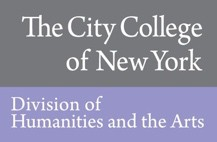 The City College
of New York
Division of
Humanities and the Arts